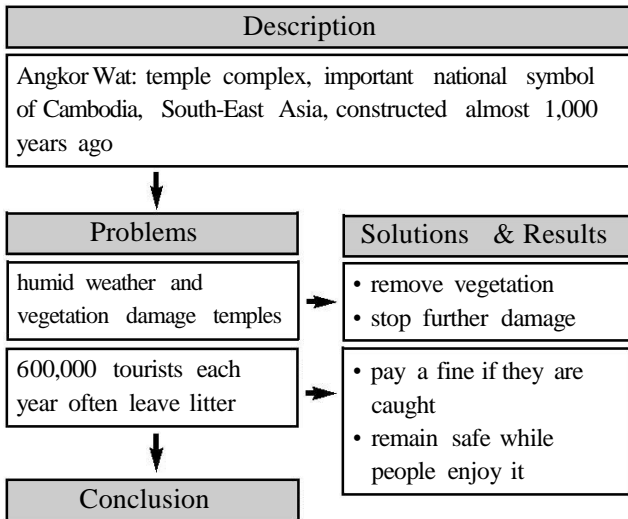 Description
Angkor Wat: temple complex, important national symbol
of Cambodia, South-East Asia, constructed almost 1,000
years ago
Problems
humid weather and
vegetation damage temples
600,000 tourists each
year often leave litter
Solutions & Results
• remove vegetation
• stop further damage
• pay a fine if they are
caught
• remain safe while
people enjoy it
Conclusion